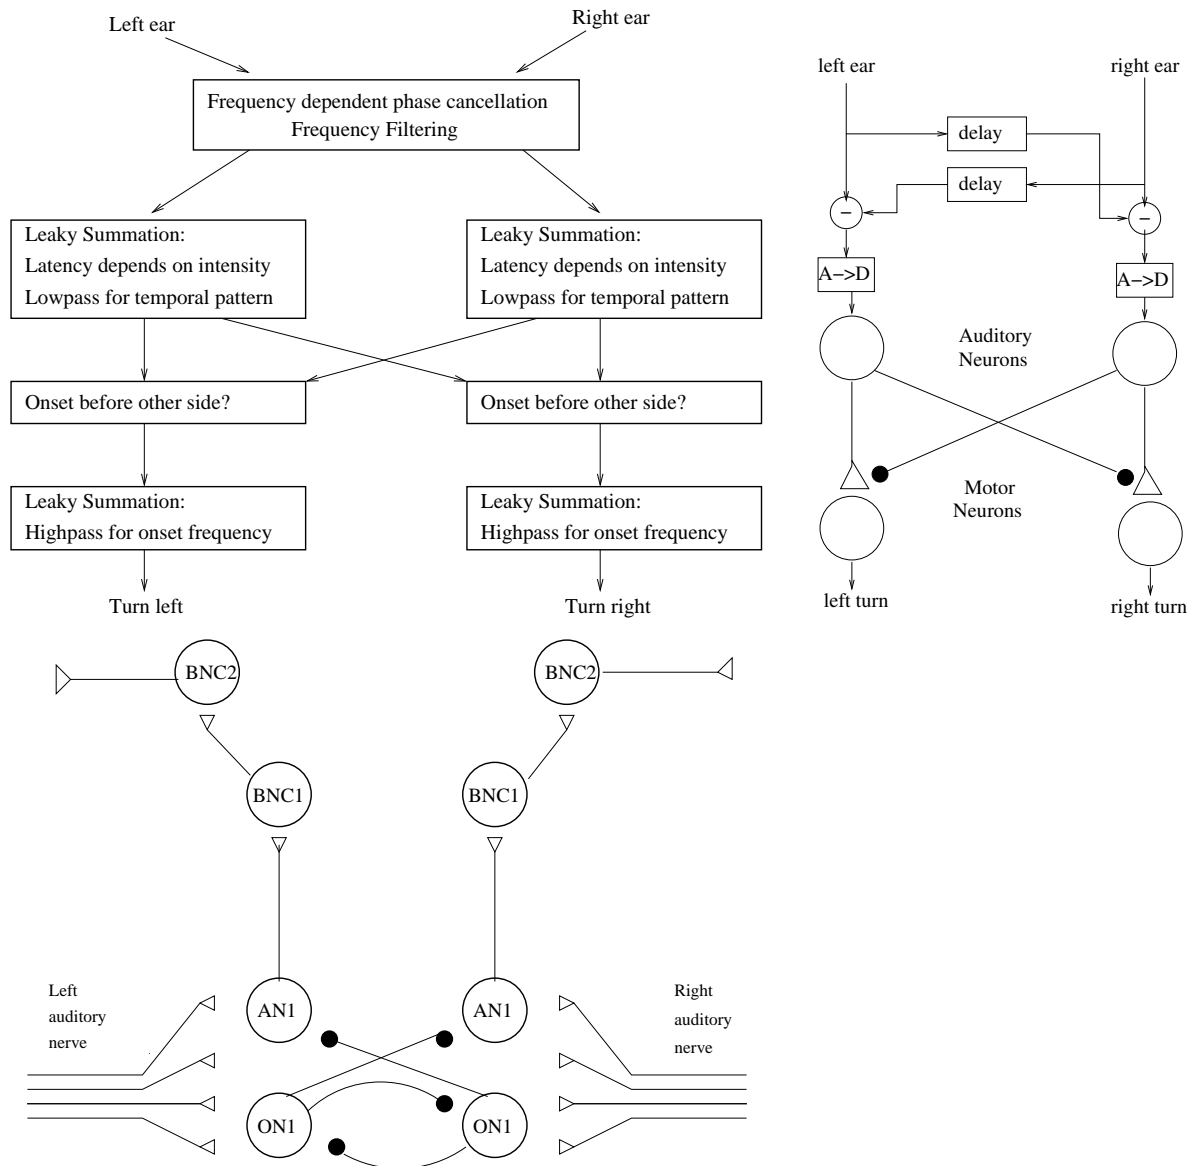 Left ear
Right ear
Frequency dependent phase cancellation
Frequency Filtering
Leaky Summation:
Latency depends on intensity
Lowpass for temporal pattern
Leaky Summation:
Latency depends on intensity
Lowpass for temporal pattern
Onset before other side?
Onset before other side?
Leaky Summation:
Highpass for onset frequency
Leaky Summation:
Highpass for onset frequency
Turn left
Turn right
left ear
right ear
delay
delay
−
−
A−>D
A−>D
Auditory
Neurons
Motor
Neurons
left turn
right turn
BNC2
BNC2
BNC1
BNC1
Left
auditory
nerve
AN1
AN1
Right
auditory
nerve
ON1
ON1